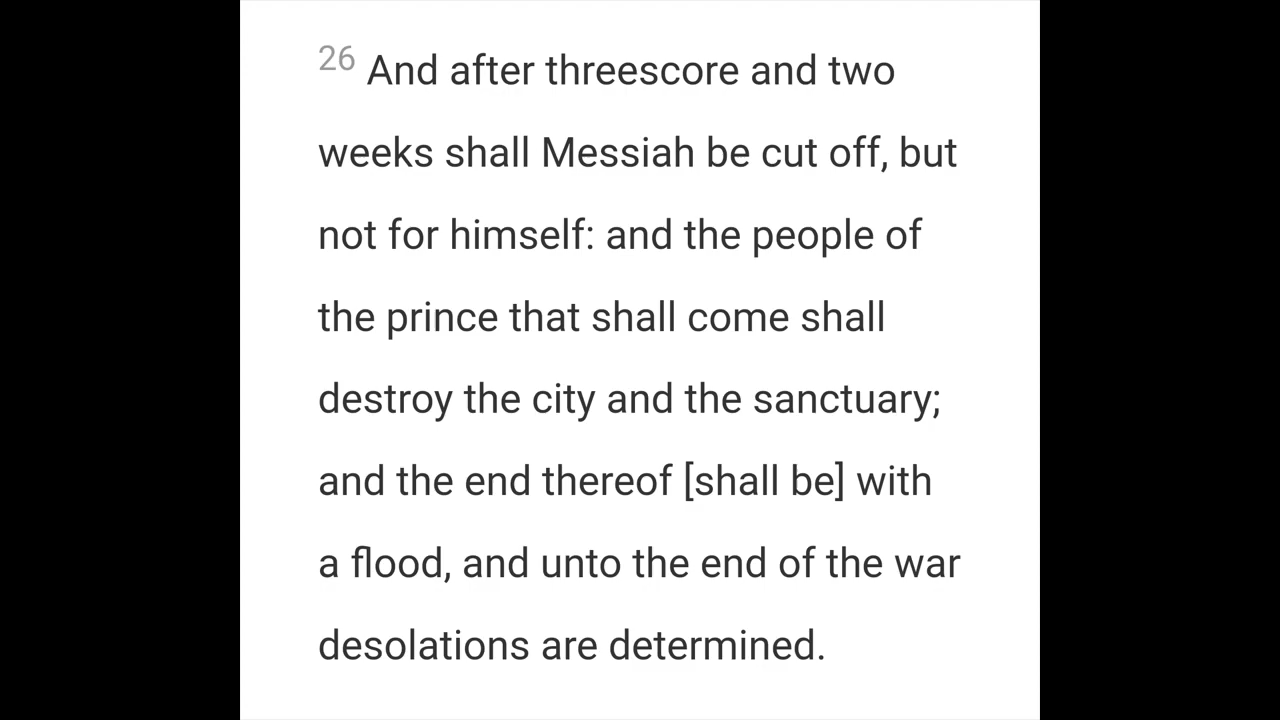 26 And after threescore and two
weeks shall Messiah be cut off, but
not for himself: and the people of
the prince that shall come shall
destroy the city and the sanctuary;
and the end thereof [shall be] with
a flood, and unto the end of the war
desolations are determined.